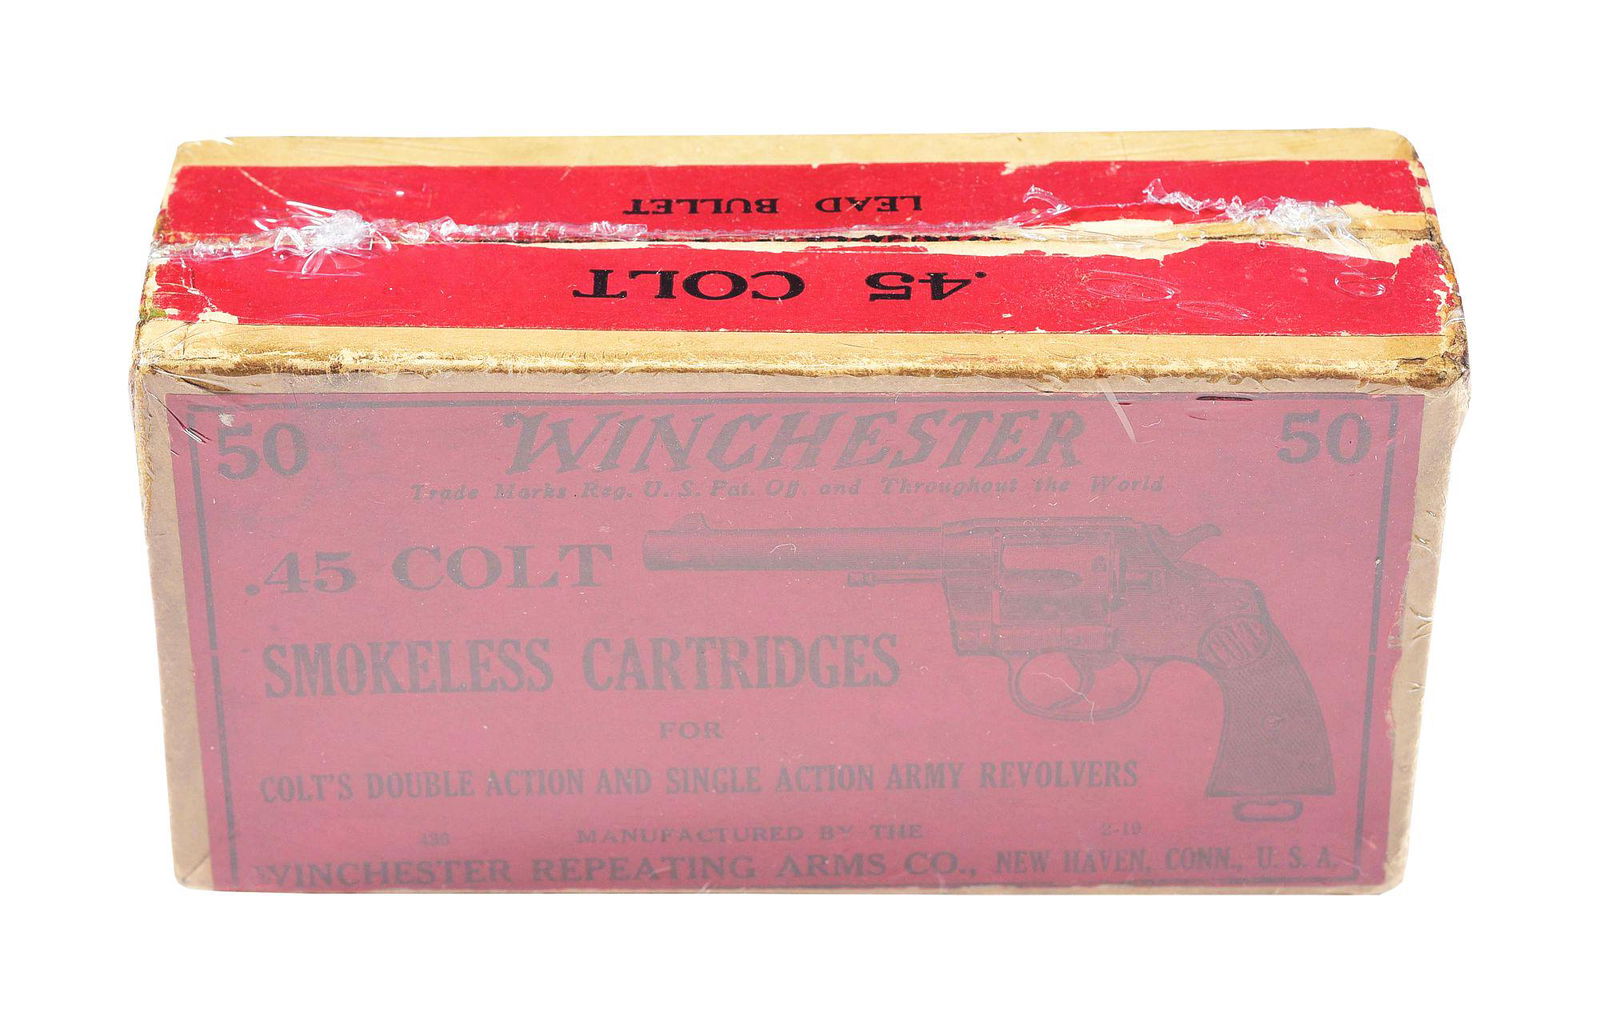 LEAD BULLET
.45 COLT
50 WINCHESTER 50
Trade Marks Reg. U. S. Pat. Off. and Throughout the World
.45 COLT
COLT
SMOKELESS CARTRIDGES
FOR
COLT'S DOUBLE ACTION AND SINGLE ACTION ARMY REVOLVERS
MANUFACTURED BY THE
WINCHESTER REPEATING ARMS CO., NEW HAVEN, CONN., U. S. A.